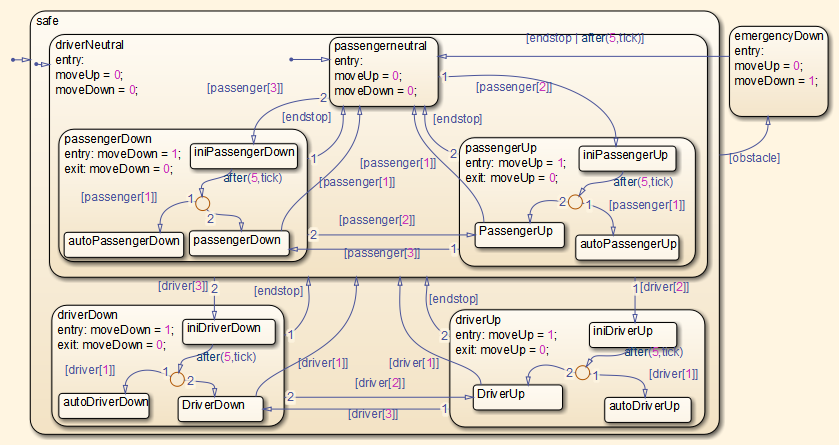 safe
driverNeutral
entry:
moveUp = 0;
moveDown = 0;
passengerneutral
entry:
moveUp = 0;
moveDown = 0;
[endstop | after(5,tick)]
emergencyDown
entry:
moveUp = 0;
moveDown = 1;
[passenger[3]]
2
1
[passenger[2]]
[endstop]
[endstop]
passengerDown
entry: moveDown = 1;
exit: moveDown = 0;
iniPassengerDown
after(5,tick)
[passenger[1]]
1
2
autoPassengerDown
passengerDown
1
[passenger[1]]
[passenger[1]]
2
[passenger[2]]
[passenger[3]]
1
2
passengerUp
entry: moveUp = 1;
exit: moveUp = 0;
iniPassengerUp
after(5,tick)
2
1
[passenger[1]]
PassengerUp
autoPassengerUp
[obstacle]
[driver[3]]
2
[endstop]
[endstop]
1
[driver[2]]
driverDown
entry: moveDown = 1;
exit: moveDown = 0;
iniDriverDown
after(5,tick)
[driver[1]]
1
2
autoDriverDown
DriverDown
1
[driver[1]]
[driver[1]]
2
[driver[2]]
[driver[3]]
1
2
driverUp
entry: moveUp = 1;
exit: moveUp = 0;
iniDriverUp
after(5,tick)
2
1
[driver[1]]
DriverUp
autoDriverUp